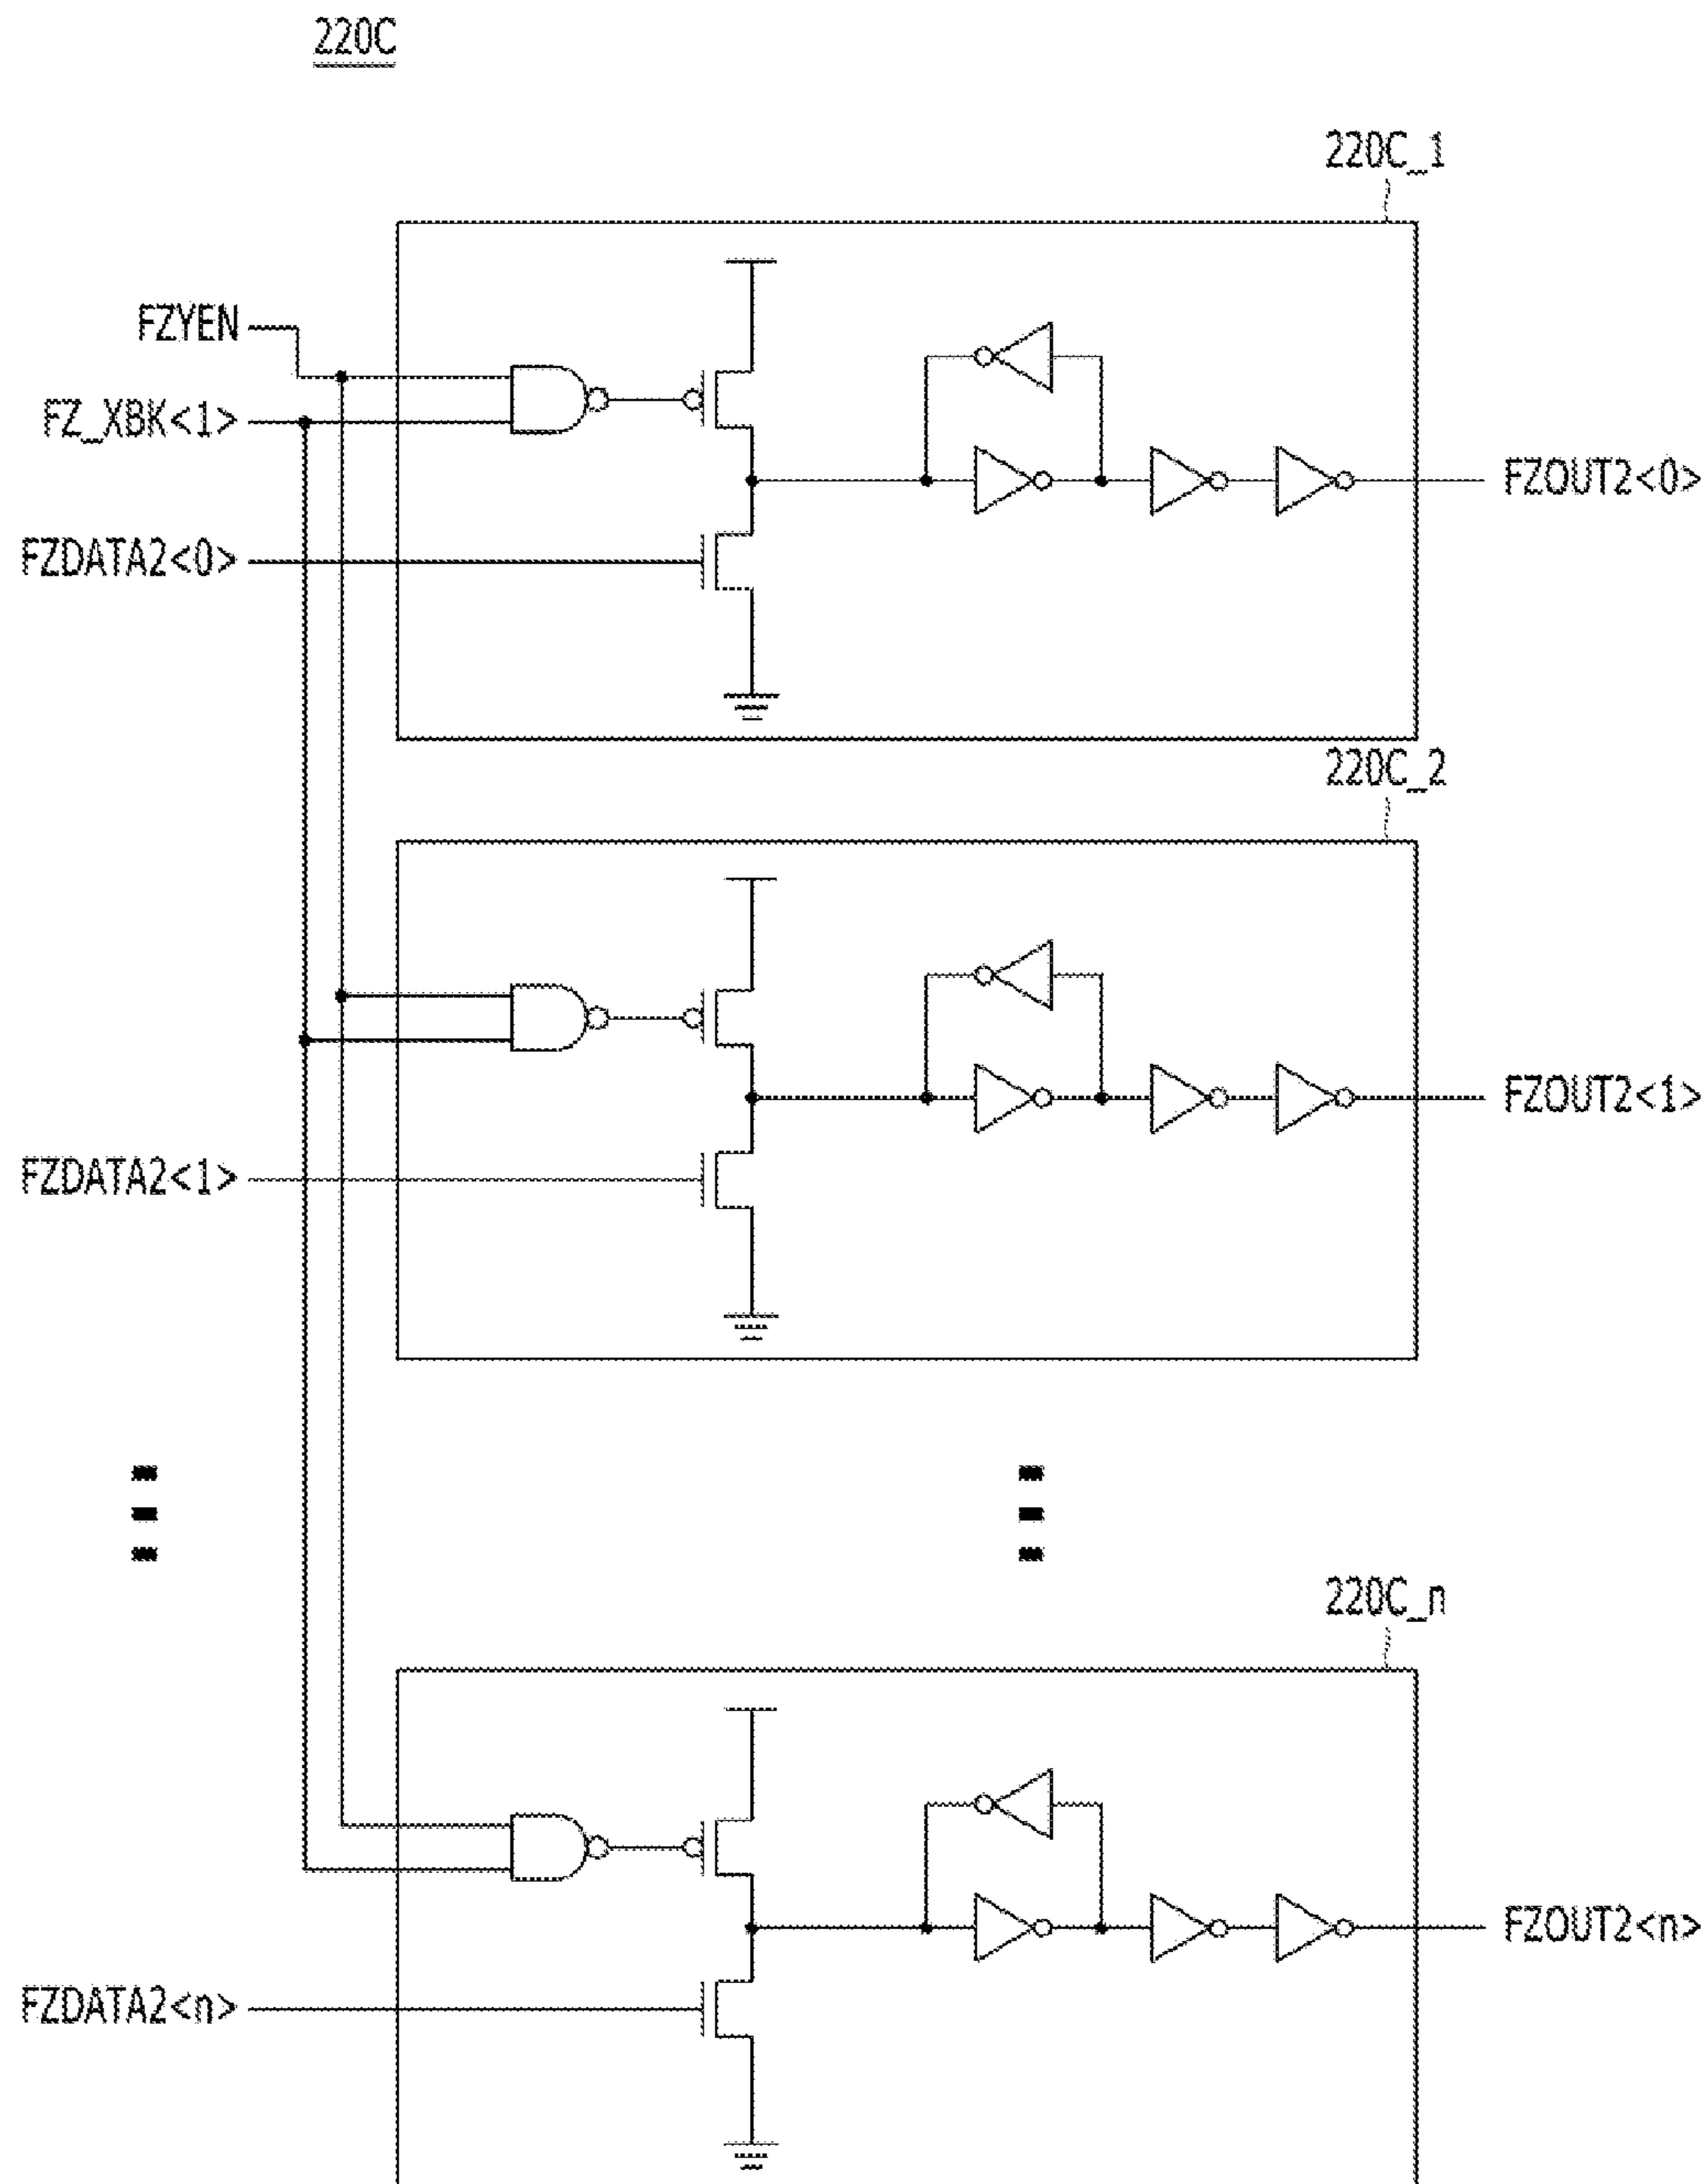 220C
220C_1
FZYEN
FZ_XBK<1>
FZOUT2<0>
FZDATA2<0>
220C_2
FZOUT2<1>
FZDATA2<1>
220C_n
FZOUT2<n>
FZDATA2<n>